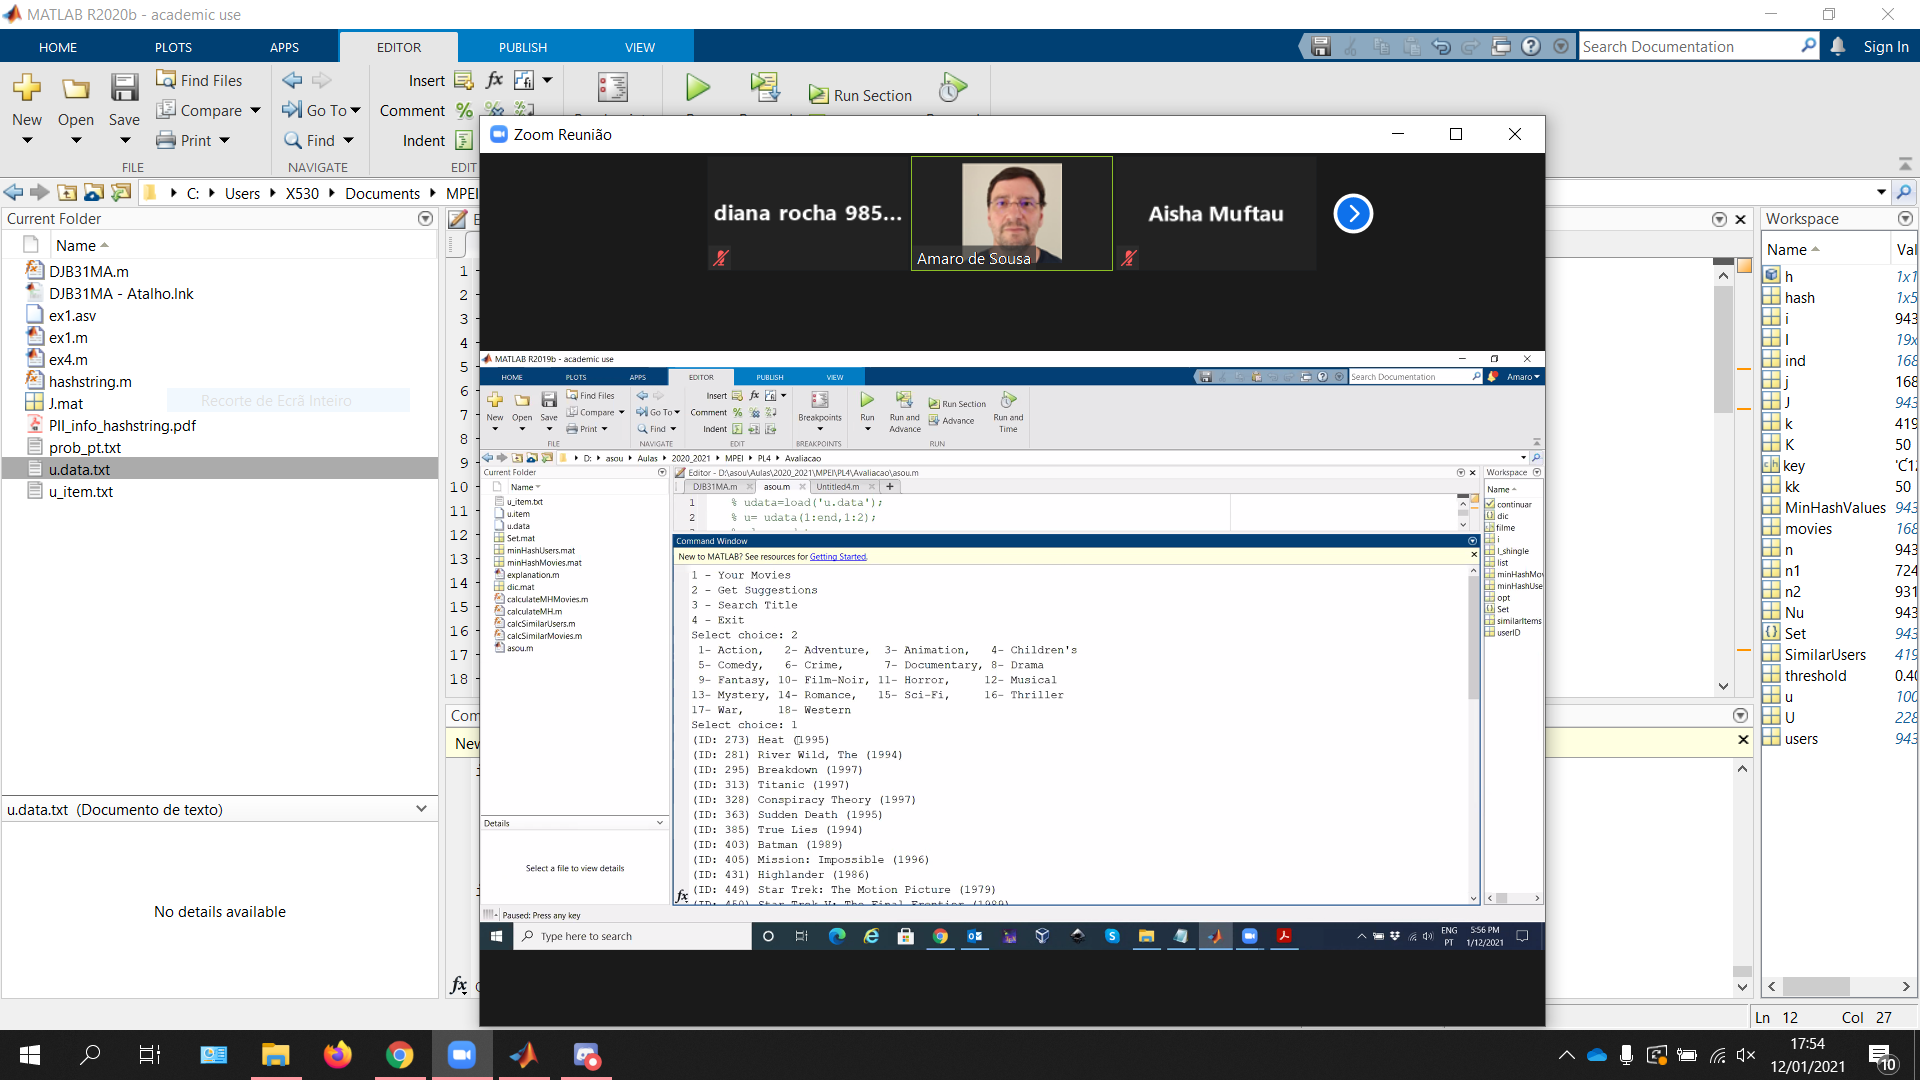 MATLAB R2020b - academic use
HOME PLOTS APPS EDITOR PUBLISH VIEW
Search Documentation
Sign In
New Open Save
Find Files
Compare
Print
Go To
Find
Insert
Comment
Indent
Run Section
FILE NAVIGATE EDIT
C: Users X530 Documents MPEI
Current Folder
Name
DJB31MA.m
DJB31MA - Atalho.lnk
ex1.asv
ex1.m
ex4.m
hashstring.m
J.mat
PII_info_hashstring.pdf
prob_pt.txt
u.data.txt
u_item.txt
Recorte de Ecrã Inteiro
u.data.txt (Documento de texto)
No details available
1
2
3
4
5
6
7
8
9
10
11
12
13
14
15
16
17
18
Com
New
Zoom Reunião
diana rocha 985...
Amaro de Sousa
Aisha Muftau
MATLAB R2019b - academic use
HOME PLOTS APPS EDITOR PUBLISH VIEW
Search Documentation
Amaro
New Open Save
Find Files
Compare
Print
Go To
Find
Insert
Comment
Indent
Breakpoints
Run
Run and Advance
Run Section
Advance
Run and Time
FILE NAVIGATE EDIT BREAKPOINTS RUN
D: asou Aulas 2020_2021 MPEI PL4 Avaliacao
Current Folder
Name
u_item.txt
u.item
u.data
Set.mat
minHashUsers.mat
minHashMovies.mat
explanation.m
dic.mat
calculateMHMovies.m
calculateMH.m
calcSimilarUsers.m
calcSimilarMovies.m
asou.m
Details
Select a file to view details
Editor - D:\asou\Aulas\2020_2021\MPEI\PL4\Avaliacao\asou.m
DJB31MA.m asou.m Untitled4.m
1 % udata=load('u.data');
2 % u= udata(1:end,1:2);
Command Window
New to MATLAB? See resources for Getting Started.
1 - Your Movies
2 - Get Suggestions
3 - Search Title
4 - Exit
Select choice: 2
1- Action, 2- Adventure, 3- Animation, 4- Children's
5- Comedy, 6- Crime, 7- Documentary, 8- Drama
9- Fantasy, 10- Film-Noir, 11- Horror, 12- Musical
13- Mystery, 14- Romance, 15- Sci-Fi, 16- Thriller
17- War, 18- Western
Select choice: 1
(ID: 273) Heat (1995)
(ID: 281) River Wild, The (1994)
(ID: 295) Breakdown (1997)
(ID: 313) Titanic (1997)
(ID: 328) Conspiracy Theory (1997)
(ID: 363) Sudden Death (1995)
(ID: 385) True Lies (1994)
(ID: 403) Batman (1989)
(ID: 405) Mission: Impossible (1996)
(ID: 431) Highlander (1986)
(ID: 449) Star Trek: The Motion Picture (1979)
(ID: 450) Star Trek V: The Final Frontier (1989)
Workspace
Name
continuar
dic
filme
i
l_shingle
list
minHashMov
minHashUse
opt
Set
similarItems
userID
Paused: Press any key
Type here to search
ENG
PT
5:56 PM
1/12/2021
Workspace
Name Val
h 1x1
hash 1x5
i 943
I 19x
ind 168
j 168
J 943
k 419
K 50
key 'C12
kk 50
MinHashValues 943
movies 168
n 943
n1 724
n2 931
Nu 943
Set 943
SimilarUsers 419
threshold 0.40
u 100
U 228
users 943
Ln 12 Col 27
17:54
12/01/2021
10